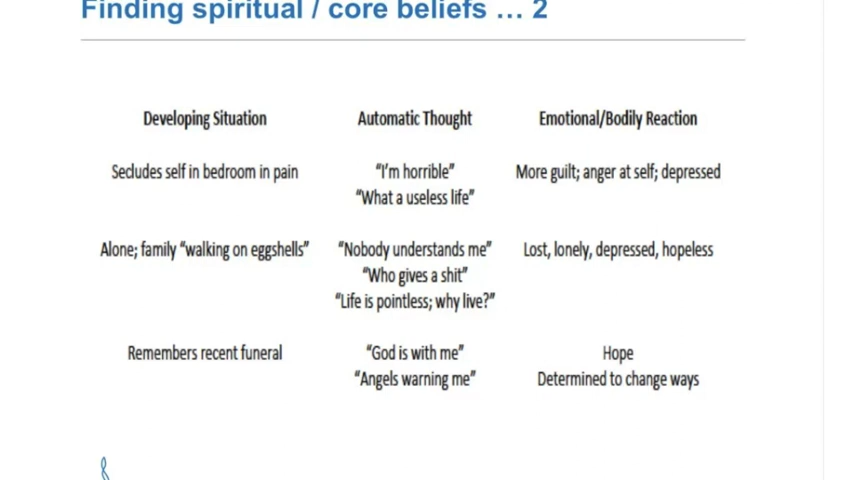 Finding spiritual / core beliefs … 2
Developing Situation Automatic Thought Emotional/Bodily Reaction
Secludes self in bedroom in pain “I’m horrible” More guilt; anger at self; depressed
“What a useless life”
Alone; family “walking on eggshells” “Nobody understands me” Lost, lonely, depressed, hopeless
“Who gives a shit”
“Life is pointless; why live?”
Remembers recent funeral “God is with me” Hope
“Angels warning me” Determined to change ways